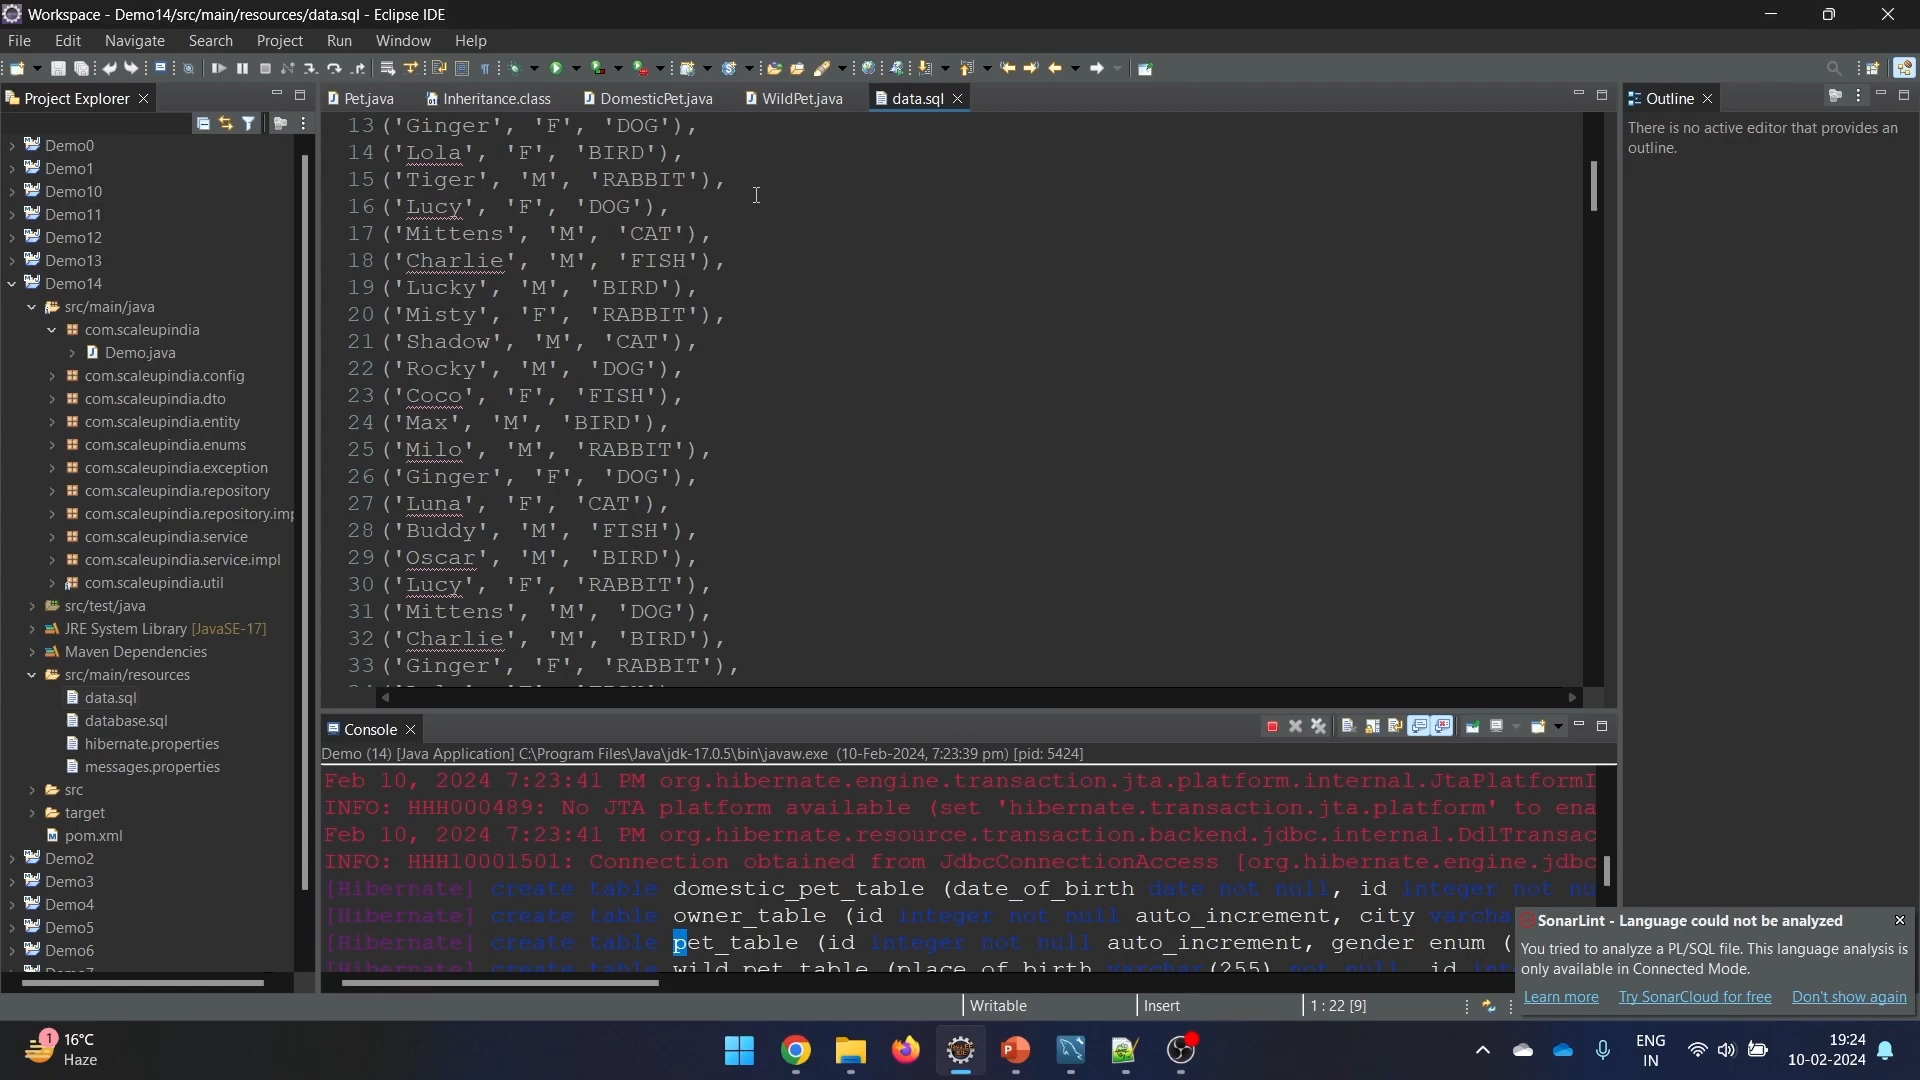 Workspace - Demo14/src/main/resources/data.sql - Eclipse IDE
File Edit Navigate Search Project Run Window Help
Project Explorer
Demo0
Demo1
Demo10
Demo11
Demo12
Demo13
Demo14
src/main/java
com.scaleupindia
Demo.java
com.scaleupindia.config
com.scaleupindia.dto
com.scaleupindia.entity
com.scaleupindia.enums
com.scaleupindia.exception
com.scaleupindia.repository
com.scaleupindia.repository.imp
com.scaleupindia.service
com.scaleupindia.service.impl
com.scaleupindia.util
src/test/java
JRE System Library [JavaSE-17]
Maven Dependencies
src/main/resources
data.sql
database.sql
hibernate.properties
messages.properties
src
target
pom.xml
Demo2
Demo3
Demo4
Demo5
Demo6
Pet.java Inheritance.class DomesticPet.java WildPet.java data.sql
13 ('Ginger', 'F', 'DOG'),
14 ('Lola', 'F', 'BIRD'),
15 ('Tiger', 'M', 'RABBIT'),
16 ('Lucy', 'F', 'DOG'),
17 ('Mittens', 'M', 'CAT'),
18 ('Charlie', 'M', 'FISH'),
19 ('Lucky', 'M', 'BIRD'),
20 ('Misty', 'F', 'RABBIT'),
21 ('Shadow', 'M', 'CAT'),
22 ('Rocky', 'M', 'DOG'),
23 ('Coco', 'F', 'FISH'),
24 ('Max', 'M', 'BIRD'),
25 ('Milo', 'M', 'RABBIT'),
26 ('Ginger', 'F', 'DOG'),
27 ('Luna', 'F', 'CAT'),
28 ('Buddy', 'M', 'FISH'),
29 ('Oscar', 'M', 'BIRD'),
30 ('Lucy', 'F', 'RABBIT'),
31 ('Mittens', 'M', 'DOG'),
32 ('Charlie', 'M', 'BIRD'),
33 ('Ginger', 'F', 'RABBIT'),
Outline
There is no active editor that provides an
outline.
Console
Demo (14) [Java Application] C:\Program Files\Java\jdk-17.0.5\bin\javaw.exe (10-Feb-2024, 7:23:39 pm) [pid: 5424]
Feb 10, 2024 7:23:41 PM org.hibernate.engine.transaction.jta.platform.internal.JtaPlatformI
INFO: HHH000489: No JTA platform available (set 'hibernate.transaction.jta.platform' to ena
Feb 10, 2024 7:23:41 PM org.hibernate.resource.transaction.backend.jdbc.internal.DdlTransac
INFO: HHH10001501: Connection obtained from JdbcConnectionAccess [org.hibernate.engine.jdbc
[Hibernate] create table domestic_pet_table (date_of_birth date not null, id integer not nu
[Hibernate] create table owner_table (id integer not null auto_increment, city varcha
[Hibernate] create table pet_table (id integer not null auto_increment, gender enum (
[Hibernate] create table wild_pet_table (place_of_birth varchar(255) not null, id int
SonarLint - Language could not be analyzed
You tried to analyze a PL/SQL file. This language analysis is
only available in Connected Mode.
Learn more Try SonarCloud for free Don't show again
Writable Insert 1 : 22 [9]
1
16°C
Haze
ENG
IN
19:24
10-02-2024